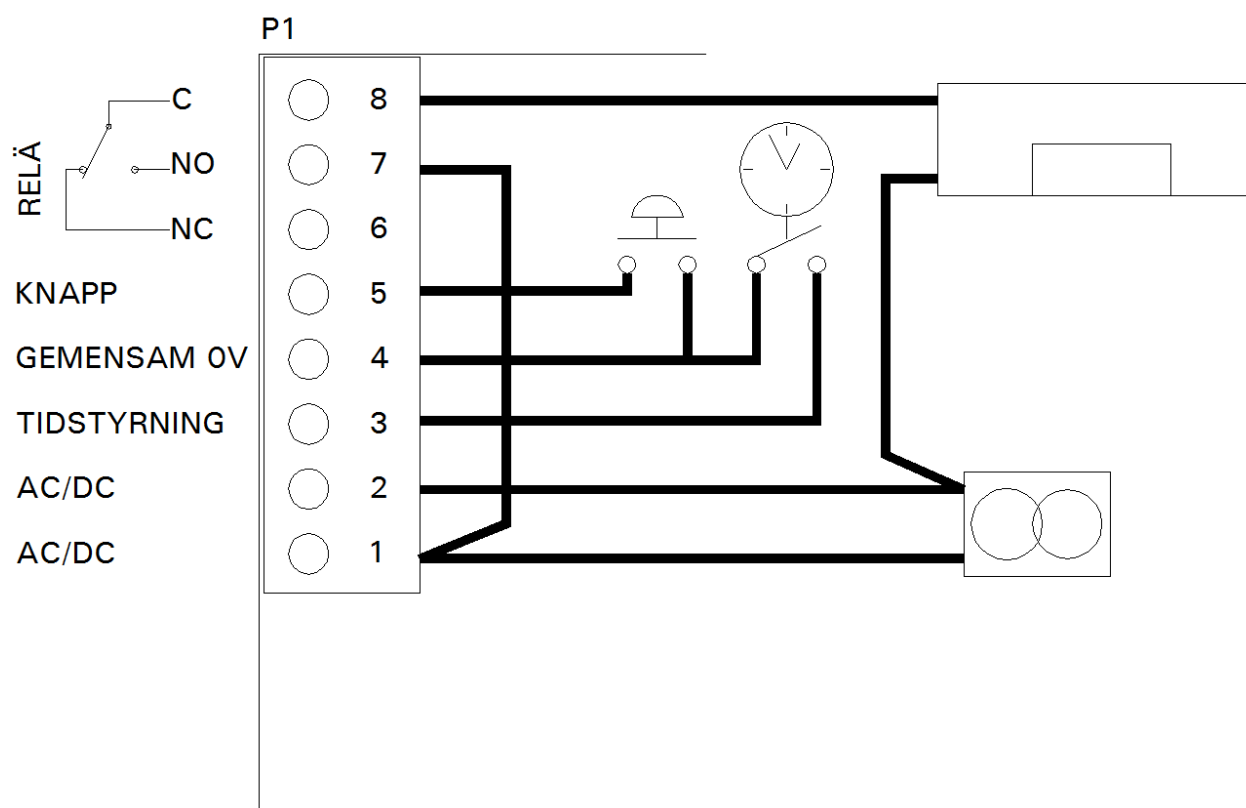 P1
RELÄ
C 8
NO 7
NC 6
KNAPP 5
GEMENSAM 0V 4
TIDSTYRNING 3
AC/DC 2
AC/DC 1